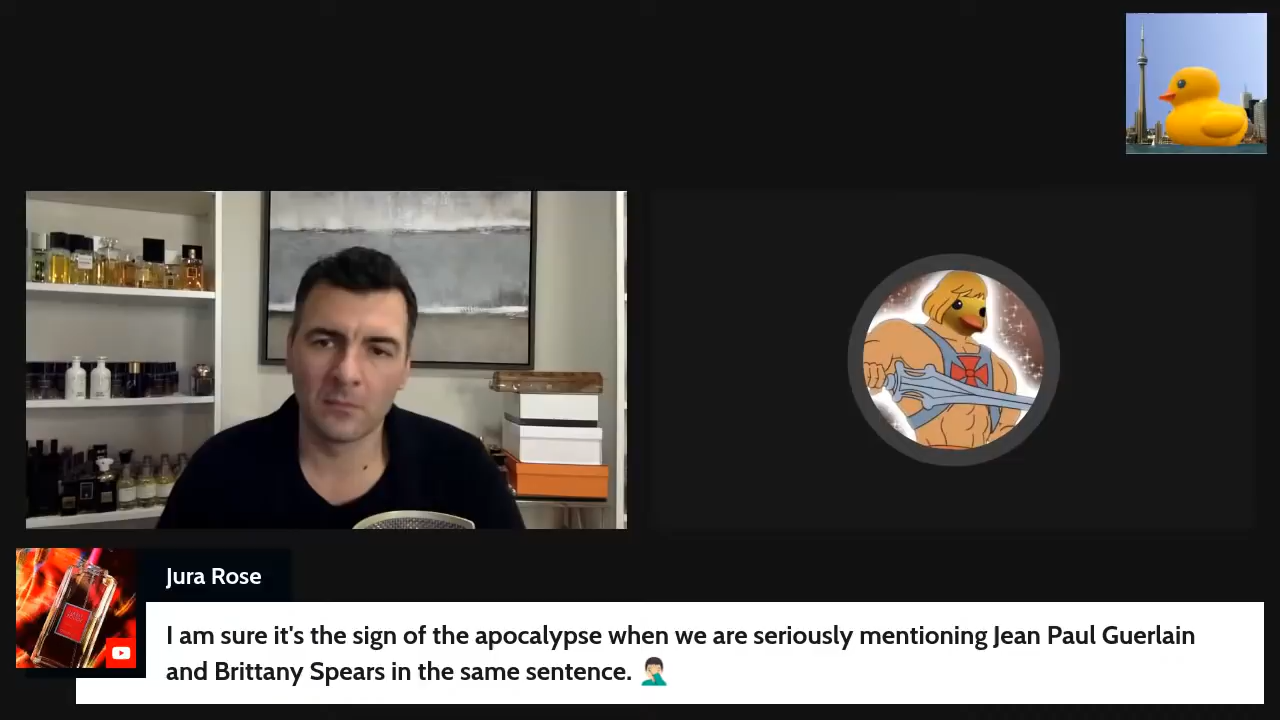 Jura Rose
I am sure it's the sign of the apocalypse when we are seriously mentioning Jean Paul Guerlain
and Brittany Spears in the same sentence. 🤦🏻‍♂️